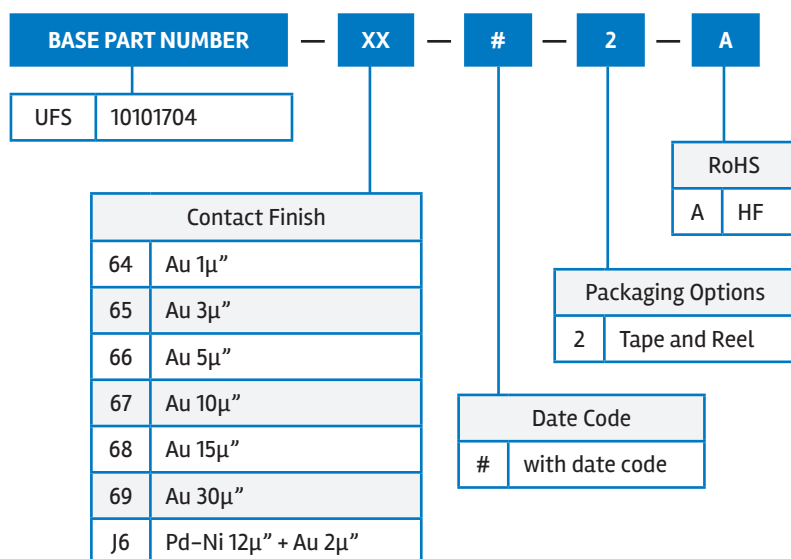 BASE PART NUMBER — XX — # — 2 — A
UFS 10101704
RoHS
A HF
Contact Finish
64 Au 1µ”
65 Au 3µ”
66 Au 5µ”
67 Au 10µ”
68 Au 15µ”
69 Au 30µ”
J6 Pd–Ni 12µ” + Au 2µ”
Packaging Options
2 Tape and Reel
Date Code
# with date code